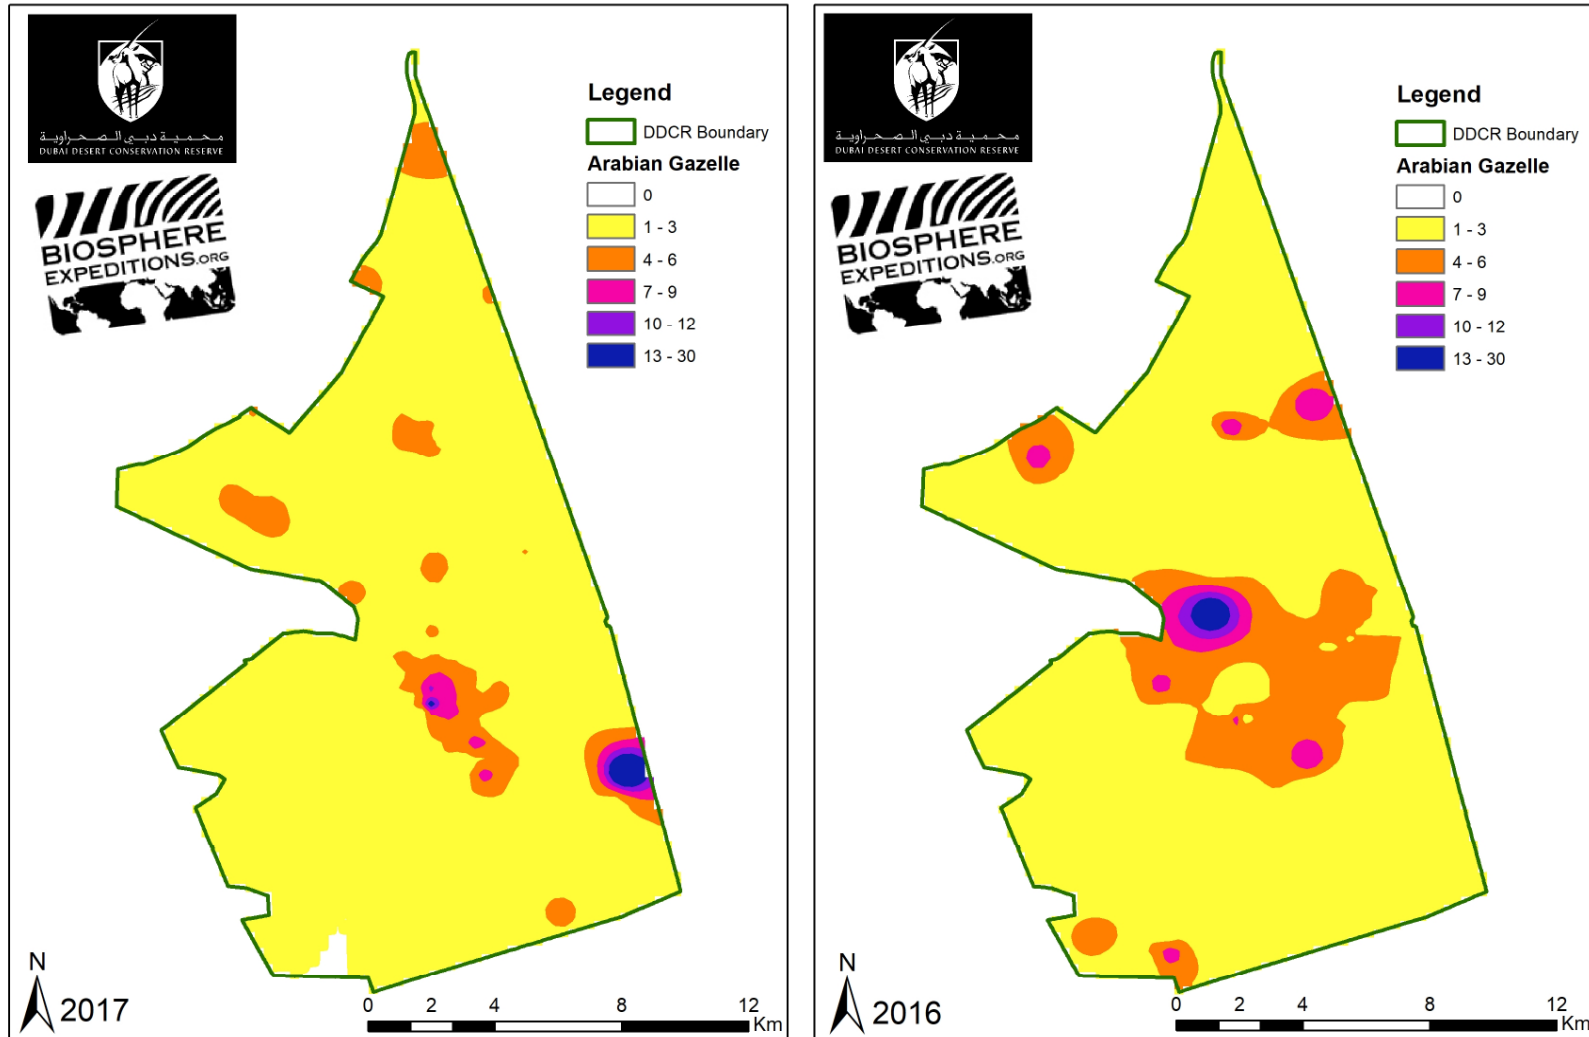 محمية دبي الصحراوية
DUBAI DESERT CONSERVATION RESERVE
BIOSPHERE
EXPEDITIONS.ORG
Legend
DDCR Boundary
Arabian Gazelle
0
1 - 3
4 - 6
7 - 9
10 - 12
13 - 30
N
2017
0 2 4 8 12
Km
محمية دبي الصحراوية
DUBAI DESERT CONSERVATION RESERVE
BIOSPHERE
EXPEDITIONS.ORG
Legend
DDCR Boundary
Arabian Gazelle
0
1 - 3
4 - 6
7 - 9
10 - 12
13 - 30
N
2016
0 2 4 8 12
Km